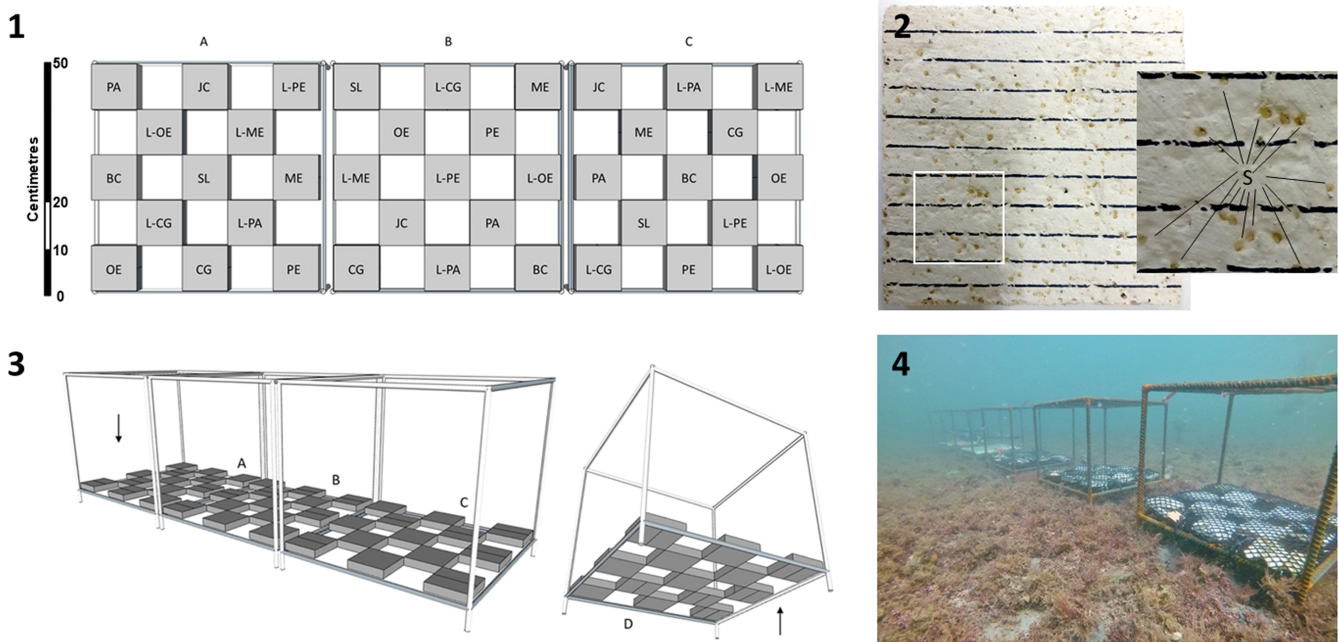 1
A B C
50
PA JC L-PE SL L-CG ME JC L-PA L-ME
L-OE L-ME OE PE ME CG
Centimetres
BC SL ME L-ME L-PE L-OE PA BC OE
20
L-CG L-PA JC PA SL L-PE
10
OE CG PE CG L-PA BC L-CG PE L-OE
0
2
S
3
A
B
C
D
4